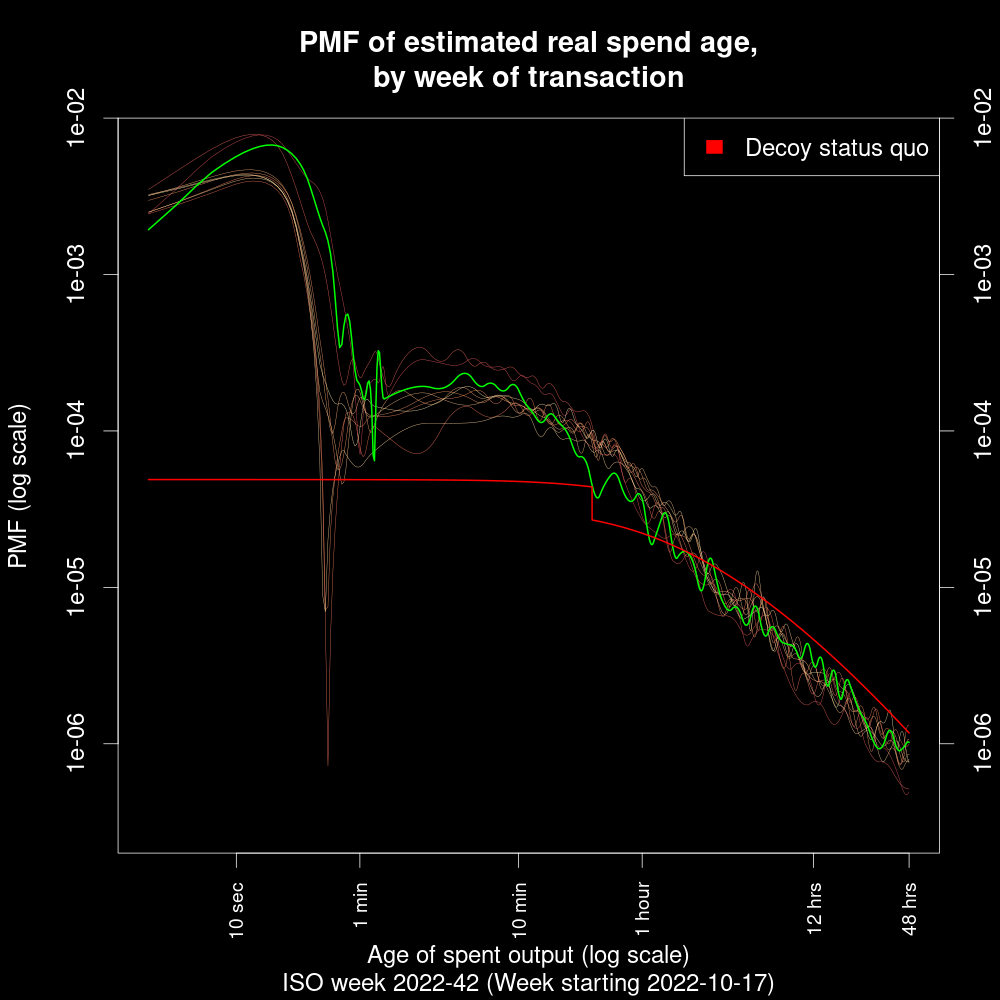 PMF of estimated real spend age,
by week of transaction
Decoy status quo
PMF (log scale)
1e-02
1e-03
1e-04
1e-05
1e-06
1e-02
1e-03
1e-04
1e-05
1e-06
10 sec
1 min
10 min
1 hour
12 hrs
48 hrs
Age of spent output (log scale)
ISO week 2022-42 (Week starting 2022-10-17)